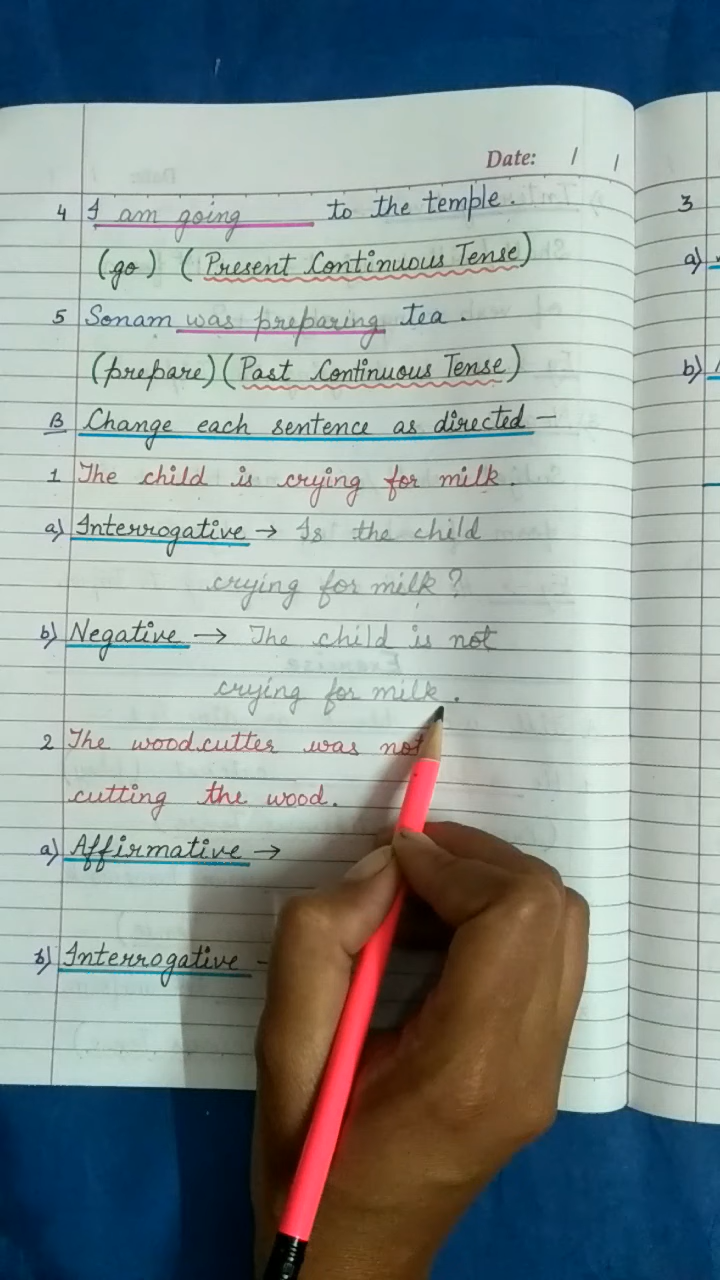 Date: / /
4 I am going to the temple.
(go) (Present Continuous Tense)
5 Sonam was preparing tea.
(prepare) (Past Continuous Tense)
B Change each sentence as directed –
1 The child is crying for milk.
a) Interrogative → Is the child
crying for milk?
b) Negative → The child is not
crying for milk.
2 The woodcutter was not
cutting the wood.
a) Affirmative →
b) Interrogative -
3
a)
b)